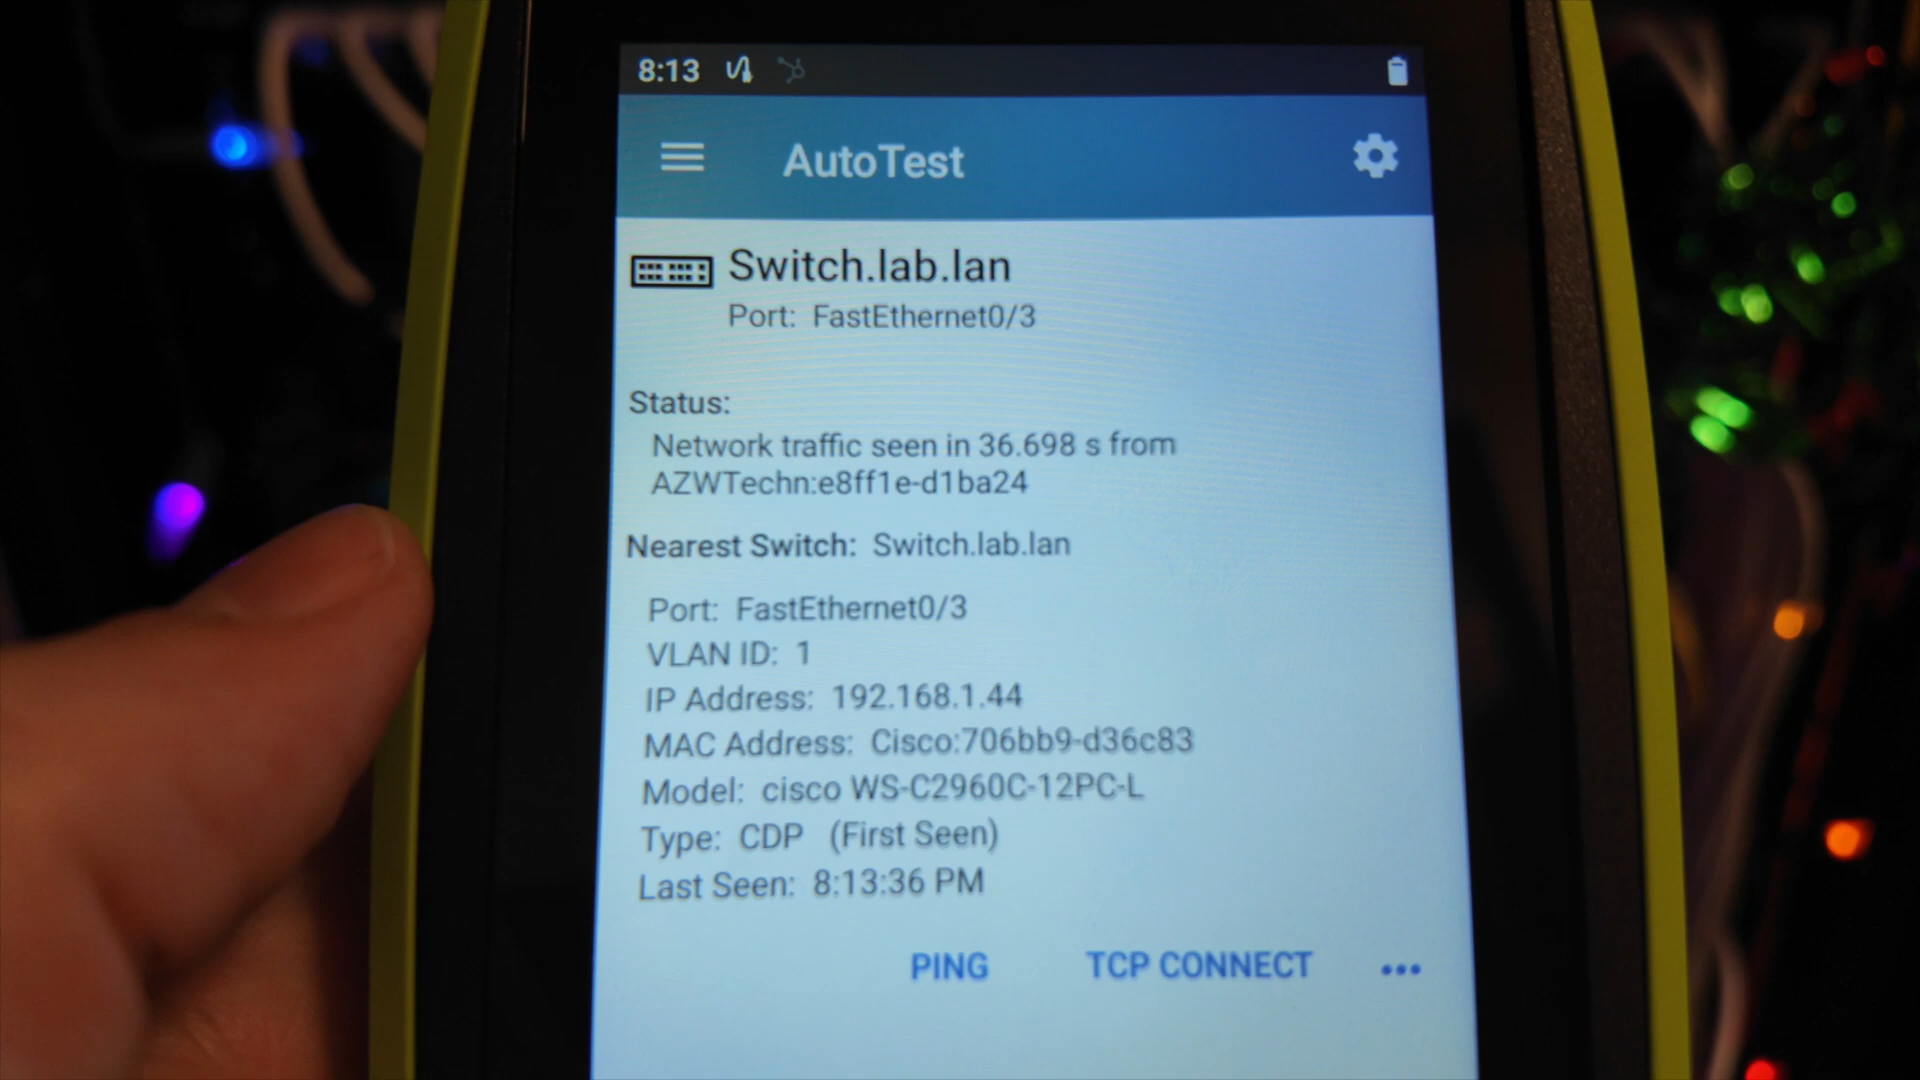 8:13
AutoTest
Switch.lab.lan
Port: FastEthernet0/3
Status:
Network traffic seen in 36.698 s from
AZWTechn:e8ff1e-d1ba24
Nearest Switch: Switch.lab.lan
Port: FastEthernet0/3
VLAN ID: 1
IP Address: 192.168.1.44
MAC Address: Cisco:706bb9-d36c83
Model: cisco WS-C2960C-12PC-L
Type: CDP (First Seen)
Last Seen: 8:13:36 PM
PING TCP CONNECT